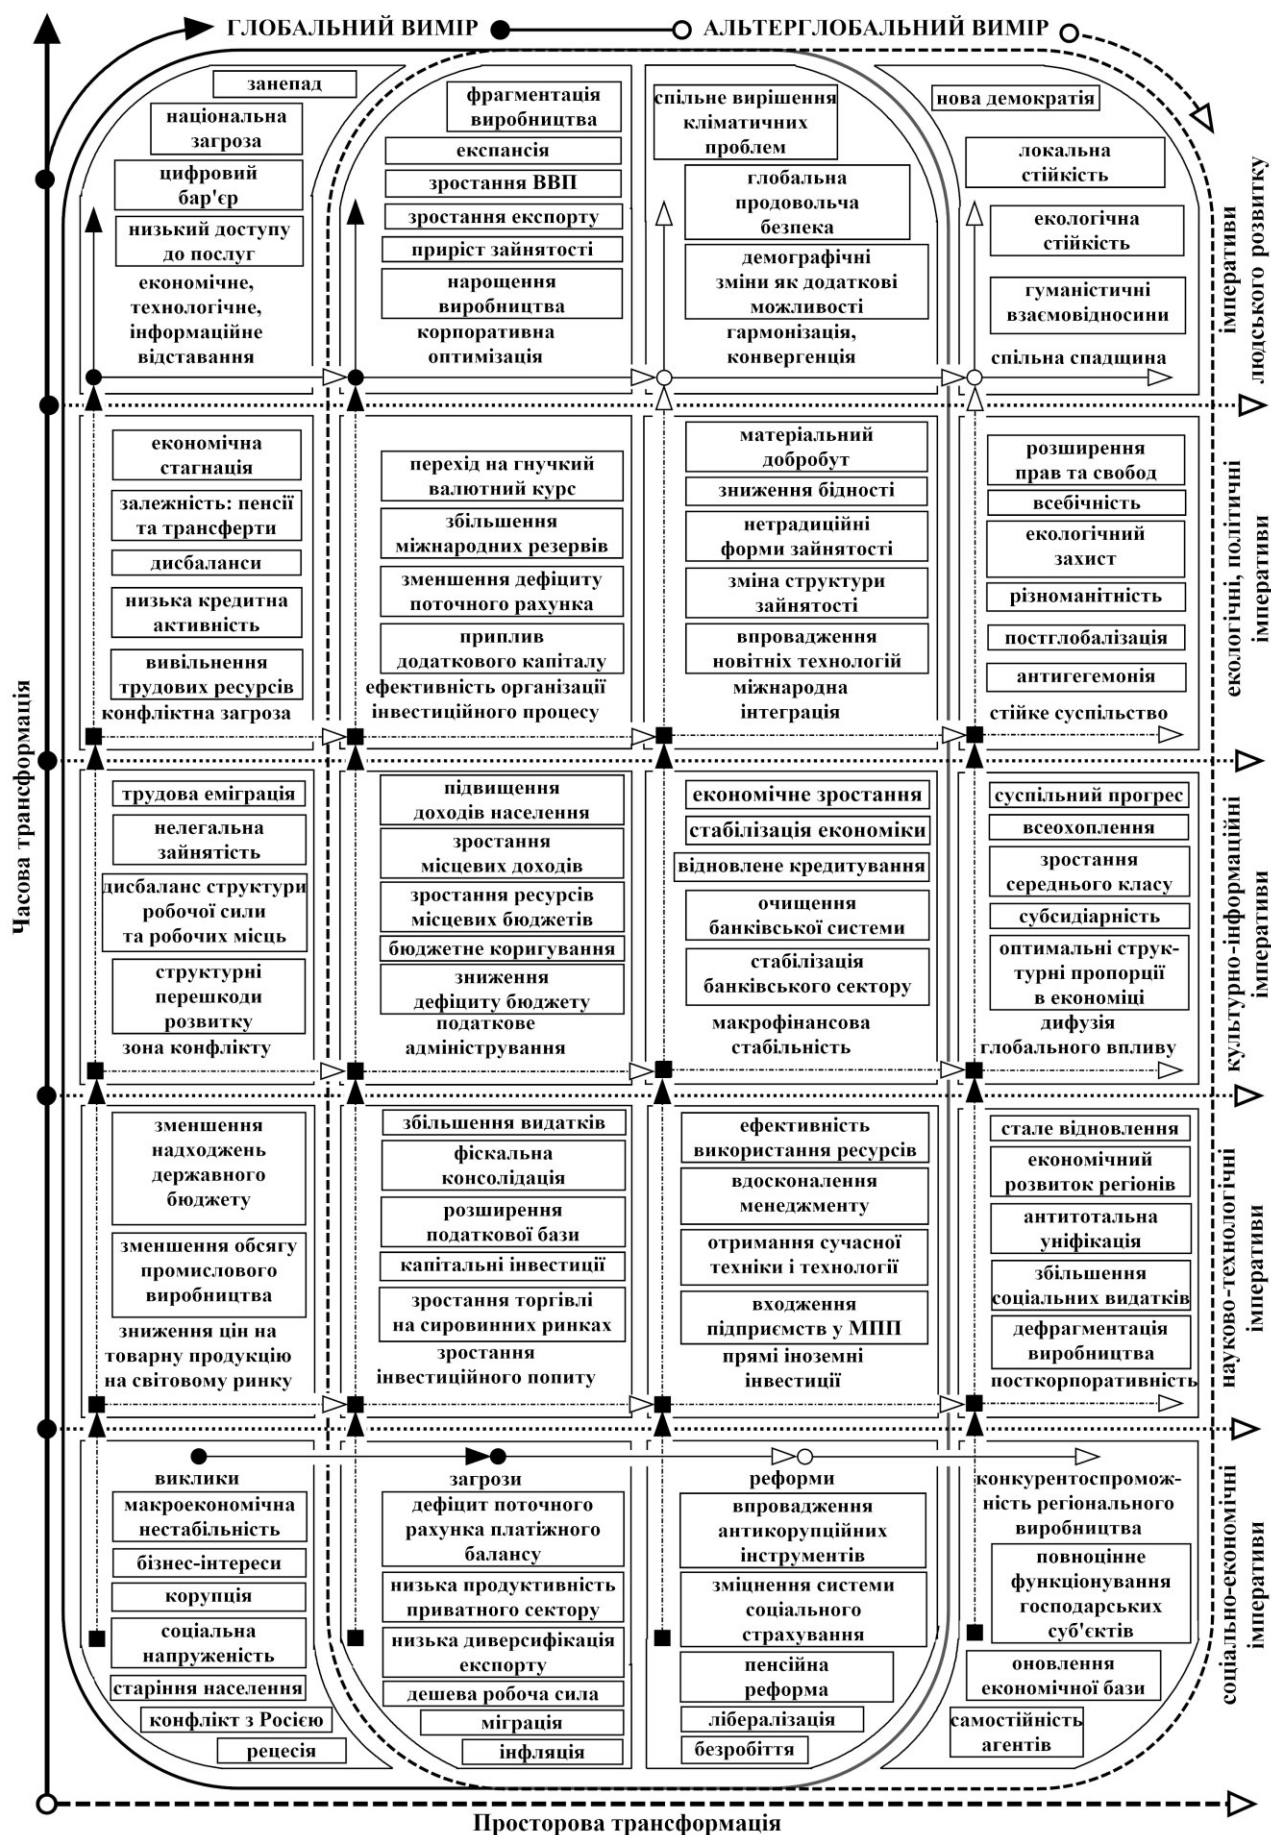 ГЛОБАЛЬНИЙ ВИМІР
АЛЬТЕРГЛОБАЛЬНИЙ ВИМІР
занепад
національна
загроза
цифровий
бар'єр
низький доступу
до послуг
економічне,
технологічне,
інформаційне
відставання
фрагментація
виробництва
експансія
зростання ВВП
зростання експорту
приріст зайнятості
нарощення
виробництва
корпоративна
оптимізація
спільне вирішення
кліматичних
проблем
глобальна
продовольча
безпека
демографічні
зміни як додаткові
можливості
гармонізація,
конвергенція
нова демократія
локальна
стійкість
екологічна
стійкість
гуманістичні
взаємовідносини
спільна спадщина
імперативи
людського розвитку
економічна
стагнація
залежність: пенсії
та трансферти
дисбаланси
низька кредитна
активність
вивільнення
трудових ресурсів
конфліктна загроза
перехід на гнучкий
валютний курс
збільшення
міжнародних резервів
зменшення дефіциту
поточного рахунка
приплив
додаткового капіталу
ефективність організації
інвестиційного процесу
матеріальний
добробут
зниження бідності
нетрадиційні
форми зайнятості
зміна структури
зайнятості
впровадження
новітніх технологій
міжнародна
інтеграція
розширення
прав та свобод
всебічність
екологічний
захист
різноманітність
постглобалізація
антигегемонія
стійке суспільство
екологічні, політичні
імперативи
Часова трансформація
трудова еміграція
нелегальна
зайнятість
дисбаланс структури
робочої сили
та робочих місць
структурні
перешкоди
розвитку
зона конфлікту
підвищення
доходів населення
зростання
місцевих доходів
зростання ресурсів
місцевих бюджетів
бюджетне коригування
зниження
дефіциту бюджету
податкове
адміністрування
економічне зростання
стабілізація економіки
відновлене кредитування
очищення
банківської системи
стабілізація
банківського сектору
макрофінансова
стабільність
суспільний прогрес
всеохоплення
зростання
середнього класу
субсидіарність
оптимальні струк-
турні пропорції
в економіці
дифузія
глобального впливу
культурно-інформаційні
імперативи
зменшення
надходжень
державного
бюджету
зменшення обсягу
промислового
виробництва
зниження цін на
товарну продукцію
на світовому ринку
збільшення видатків
фіскальна
консолідація
розширення
податкової бази
капітальні інвестиції
зростання торгівлі
на сировинних ринках
зростання
інвестиційного попиту
ефективність
використання ресурсів
вдосконалення
менеджменту
отримання сучасної
техніки і технології
входження
підприємств у МПП
прямі іноземні
інвестиції
стале відновлення
економічний
розвиток регіонів
антитотальна
уніфікація
збільшення
соціальних видатків
дефрагментація
виробництва
посткорпоративність
науково-технологічні
імперативи
виклики
макроекономічна
нестабільність
бізнес-інтереси
корупція
соціальна
напруженість
старіння населення
конфлікт з Росією
рецесія
загрози
дефіцит поточного
рахунка платіжного
балансу
низька продуктивність
приватного сектору
низька диверсифікація
експорту
дешева робоча сила
міграція
інфляція
реформи
впровадження
антикорупційних
інструментів
зміцнення системи
соціального
страхування
пенсійна
реформа
лібералізація
безробіття
конкурентоспромож-
ність регіонального
виробництва
повноцінне
функціонування
господарських
суб'єктів
оновлення
економічної бази
самостійність
агентів
соціально-економічні
імперативи
Просторова трансформація